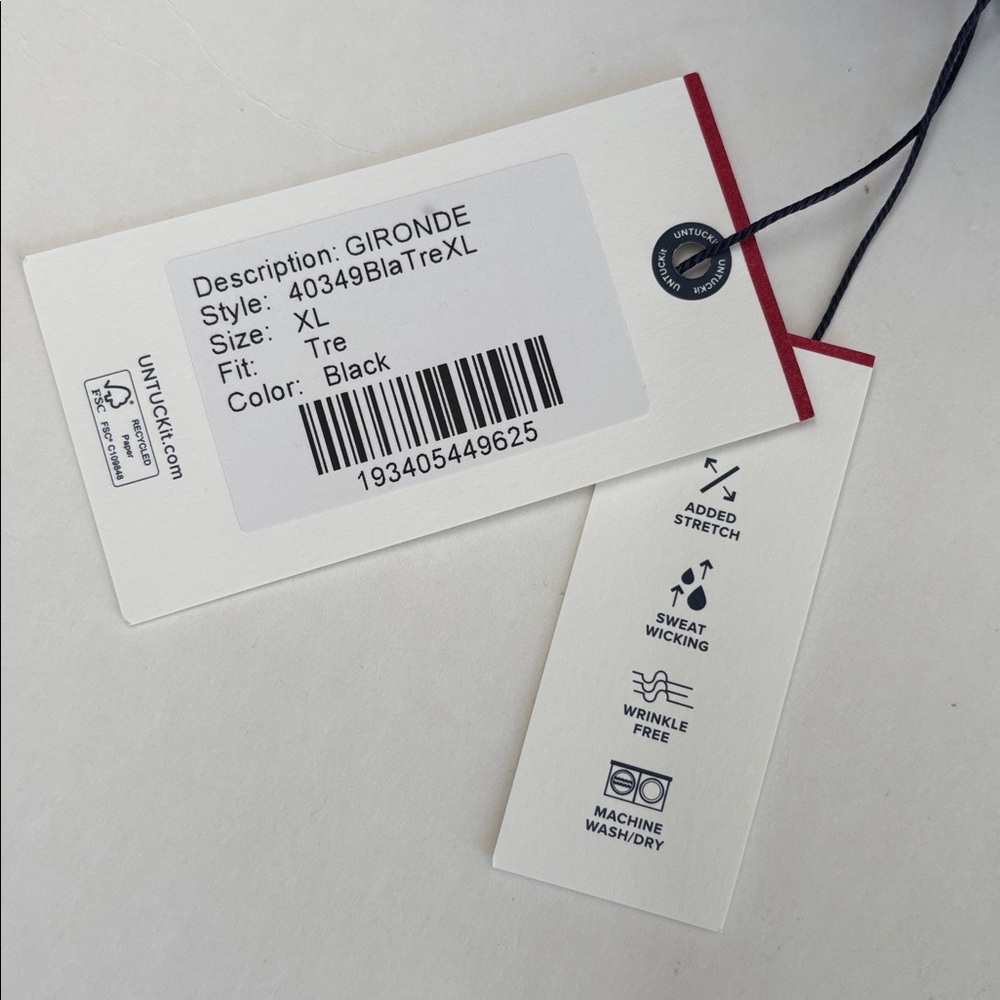 Description: GIRONDE
Style: 40349BlaTreXL
Size: XL
Fit: Tre
Color: Black
193405449625
UNTUCKit.com
FSC
FSC® C109848
RECYCLED
Paper
UNTUCKit
UNTUCKit
UNTUCKit
ADDED
STRETCH
SWEAT
WICKING
WRINKLE
FREE
MACHINE
WASH/DRY